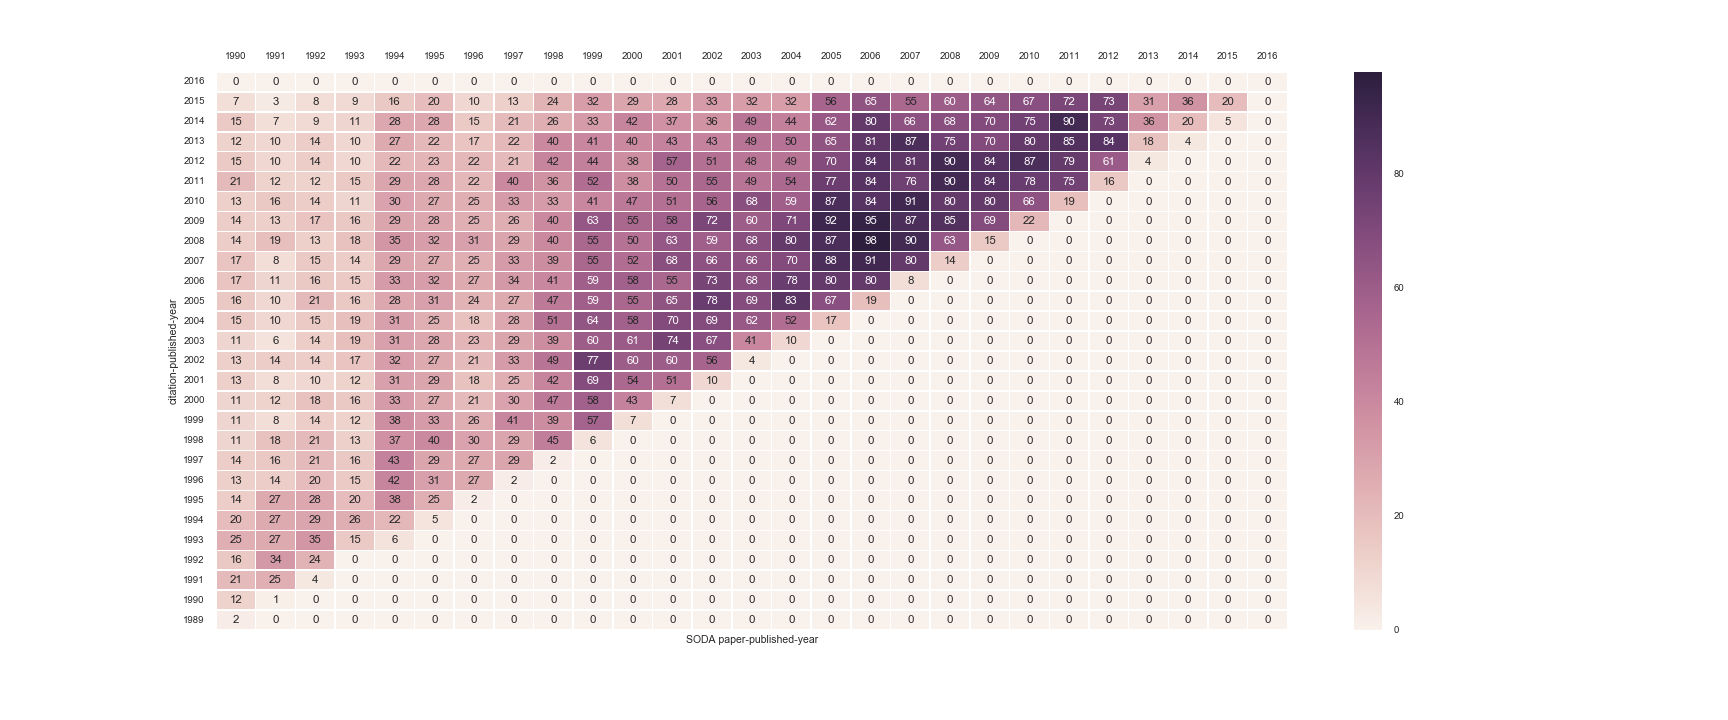 1990 1991 1992 1993 1994 1995 1996 1997 1998 1999 2000 2001 2002 2003 2004 2005 2006 2007 2008 2009 2010 2011 2012 2013 2014 2015 2016
2016 0 0 0 0 0 0 0 0 0 0 0 0 0 0 0 0 0 0 0 0 0 0 0 0 0 0 0
2015 7 3 8 9 16 20 10 13 24 32 29 28 33 32 32 56 65 55 60 64 67 72 73 31 36 20 0
2014 15 7 9 11 28 28 15 21 26 33 42 37 36 49 44 62 80 66 68 70 75 90 73 36 20 5 0
2013 12 10 14 10 27 22 17 22 40 41 40 43 43 49 50 65 81 87 75 70 80 85 84 18 4 0 0
2012 15 10 14 10 22 23 22 21 42 44 38 57 51 48 49 70 84 81 90 84 87 79 61 4 0 0 0
2011 21 12 12 15 29 28 22 40 36 52 38 50 55 49 54 77 84 76 90 84 78 75 16 0 0 0 0
2010 13 16 14 11 30 27 25 33 33 41 47 51 56 68 59 87 84 91 80 80 66 19 0 0 0 0 0
2009 14 13 17 16 29 28 25 26 40 63 55 58 72 60 71 92 95 87 85 69 22 0 0 0 0 0 0
2008 14 19 13 18 35 32 31 29 40 55 50 63 59 68 80 87 98 90 63 15 0 0 0 0 0 0 0
2007 17 8 15 14 29 27 25 33 39 55 52 68 66 66 70 88 91 80 14 0 0 0 0 0 0 0 0
2006 17 11 16 15 33 32 27 34 41 59 58 55 73 68 78 80 80 8 0 0 0 0 0 0 0 0 0
2005 16 10 21 16 28 31 24 27 47 59 55 65 78 69 83 67 19 0 0 0 0 0 0 0 0 0 0
2004 15 10 15 19 31 25 18 28 51 64 58 70 69 62 52 17 0 0 0 0 0 0 0 0 0 0 0
2003 11 6 14 19 31 28 23 29 39 60 61 74 67 41 10 0 0 0 0 0 0 0 0 0 0 0 0
2002 13 14 14 17 32 27 21 33 49 77 60 60 56 4 0 0 0 0 0 0 0 0 0 0 0 0 0
2001 13 8 10 12 31 29 18 25 42 69 54 51 10 0 0 0 0 0 0 0 0 0 0 0 0 0 0
2000 11 12 18 16 33 27 21 30 47 58 43 7 0 0 0 0 0 0 0 0 0 0 0 0 0 0 0
1999 11 8 14 12 38 33 26 41 39 57 7 0 0 0 0 0 0 0 0 0 0 0 0 0 0 0 0
1998 11 18 21 13 37 40 30 29 45 6 0 0 0 0 0 0 0 0 0 0 0 0 0 0 0 0 0
1997 14 16 21 16 43 29 27 29 2 0 0 0 0 0 0 0 0 0 0 0 0 0 0 0 0 0 0
1996 13 14 20 15 42 31 27 2 0 0 0 0 0 0 0 0 0 0 0 0 0 0 0 0 0 0 0
1995 14 27 28 20 38 25 2 0 0 0 0 0 0 0 0 0 0 0 0 0 0 0 0 0 0 0 0
1994 20 27 29 26 22 5 0 0 0 0 0 0 0 0 0 0 0 0 0 0 0 0 0 0 0 0 0
1993 25 27 35 15 6 0 0 0 0 0 0 0 0 0 0 0 0 0 0 0 0 0 0 0 0 0 0
1992 16 34 24 0 0 0 0 0 0 0 0 0 0 0 0 0 0 0 0 0 0 0 0 0 0 0 0
1991 21 25 4 0 0 0 0 0 0 0 0 0 0 0 0 0 0 0 0 0 0 0 0 0 0 0 0
1990 12 1 0 0 0 0 0 0 0 0 0 0 0 0 0 0 0 0 0 0 0 0 0 0 0 0 0
1989 2 0 0 0 0 0 0 0 0 0 0 0 0 0 0 0 0 0 0 0 0 0 0 0 0 0 0
citation-published-year
SODA paper-published-year
80
60
40
20
0